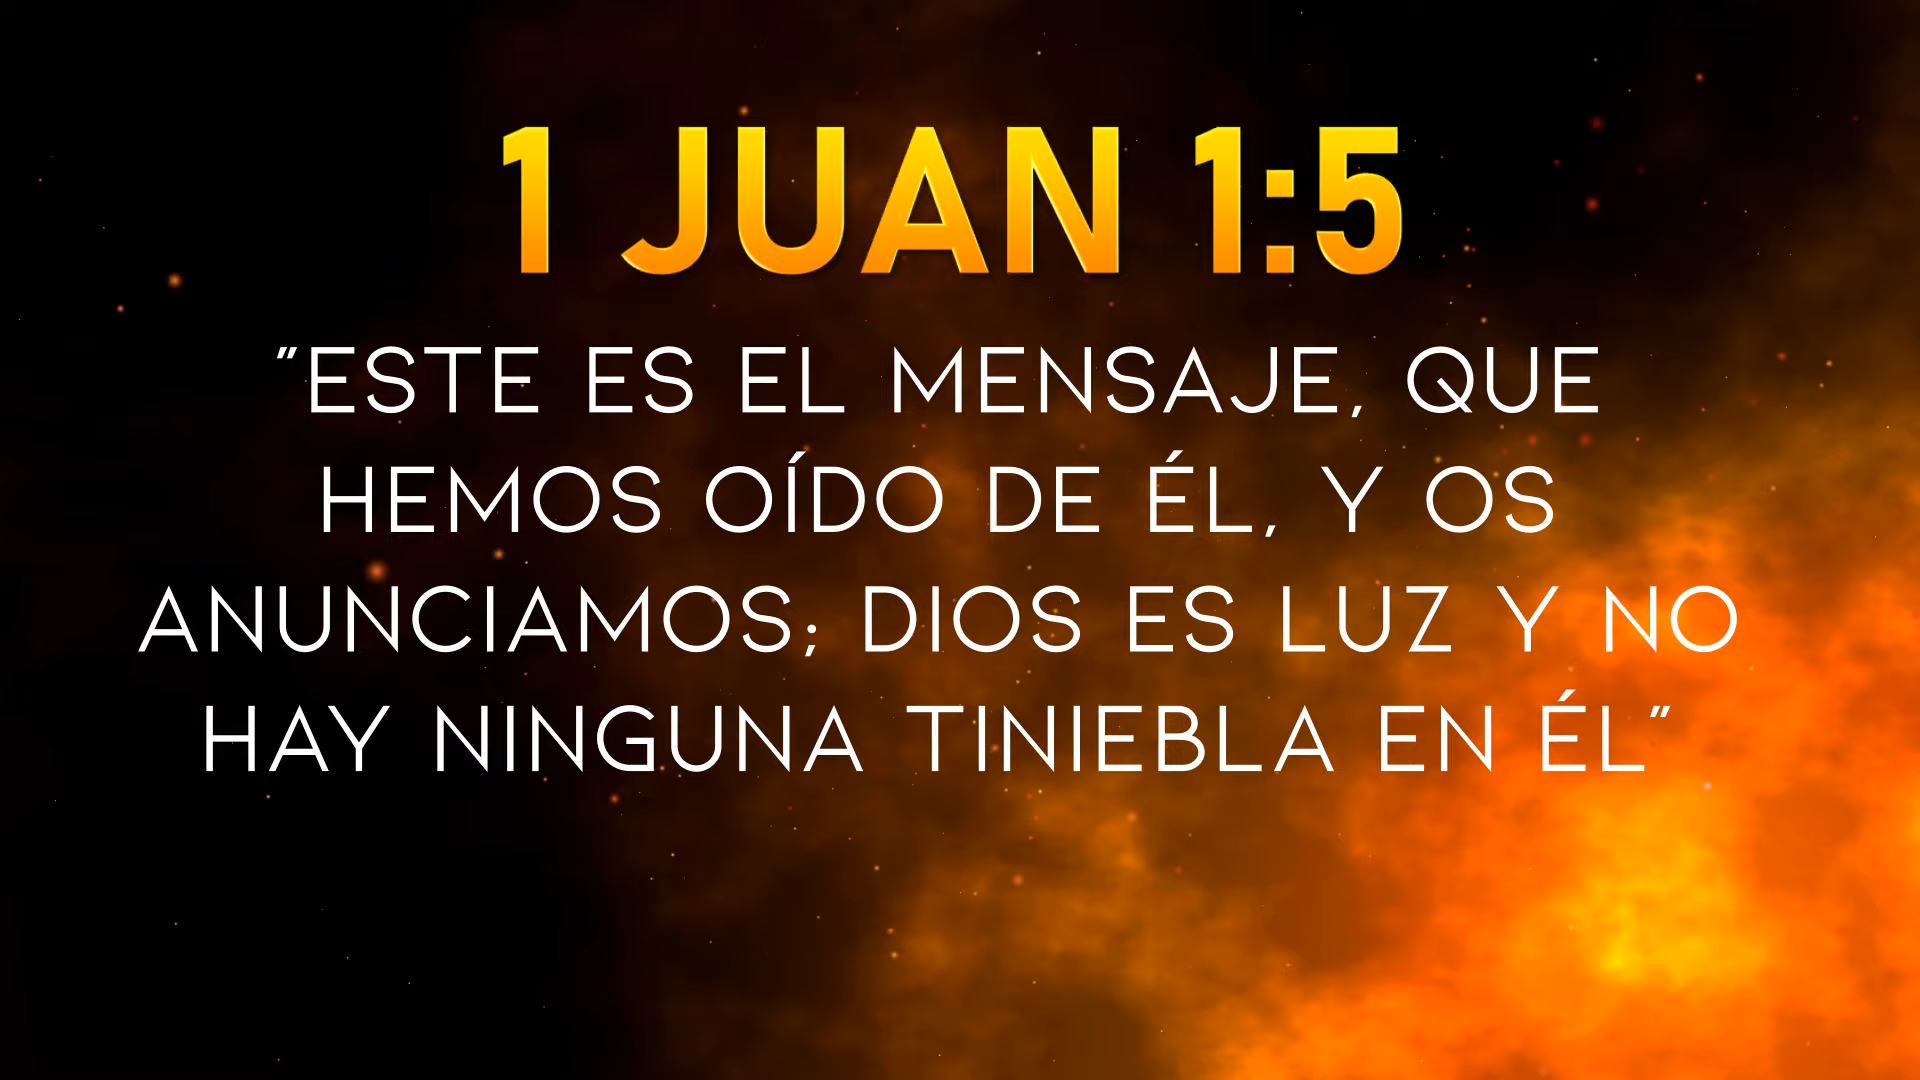 1 JUAN 1:5
"ESTE ES EL MENSAJE, QUE
HEMOS OÍDO DE ÉL, Y OS
ANUNCIAMOS; DIOS ES LUZ Y NO
HAY NINGUNA TINIEBLA EN ÉL"